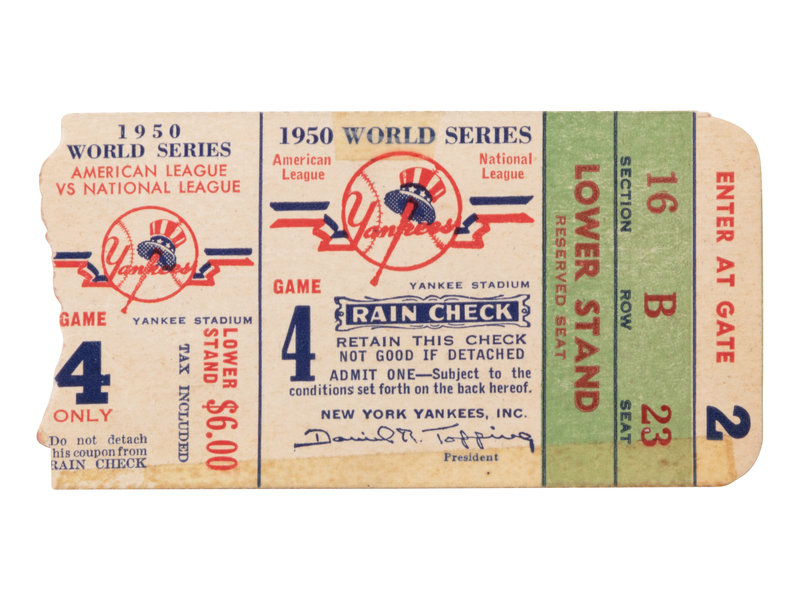 1950
WORLD SERIES
AMERICAN LEAGUE
VS NATIONAL LEAGUE
Yankees
GAME
YANKEE STADIUM
4
ONLY
Do not detach
his coupon from
RAIN CHECK
LOWER
STAND $6.00
TAX INCLUDED
1950 WORLD SERIES
American
League
National
League
Yankees
GAME
4
YANKEE STADIUM
RAIN CHECK
RETAIN THIS CHECK
NOT GOOD IF DETACHED
ADMIT ONE—Subject to the
conditions set forth on the back hereof.
NEW YORK YANKEES, INC.
Daniel R. Topping
President
LOWER STAND
RESERVED SEAT
SECTION ROW SEAT
16 B 23
ENTER AT GATE
2